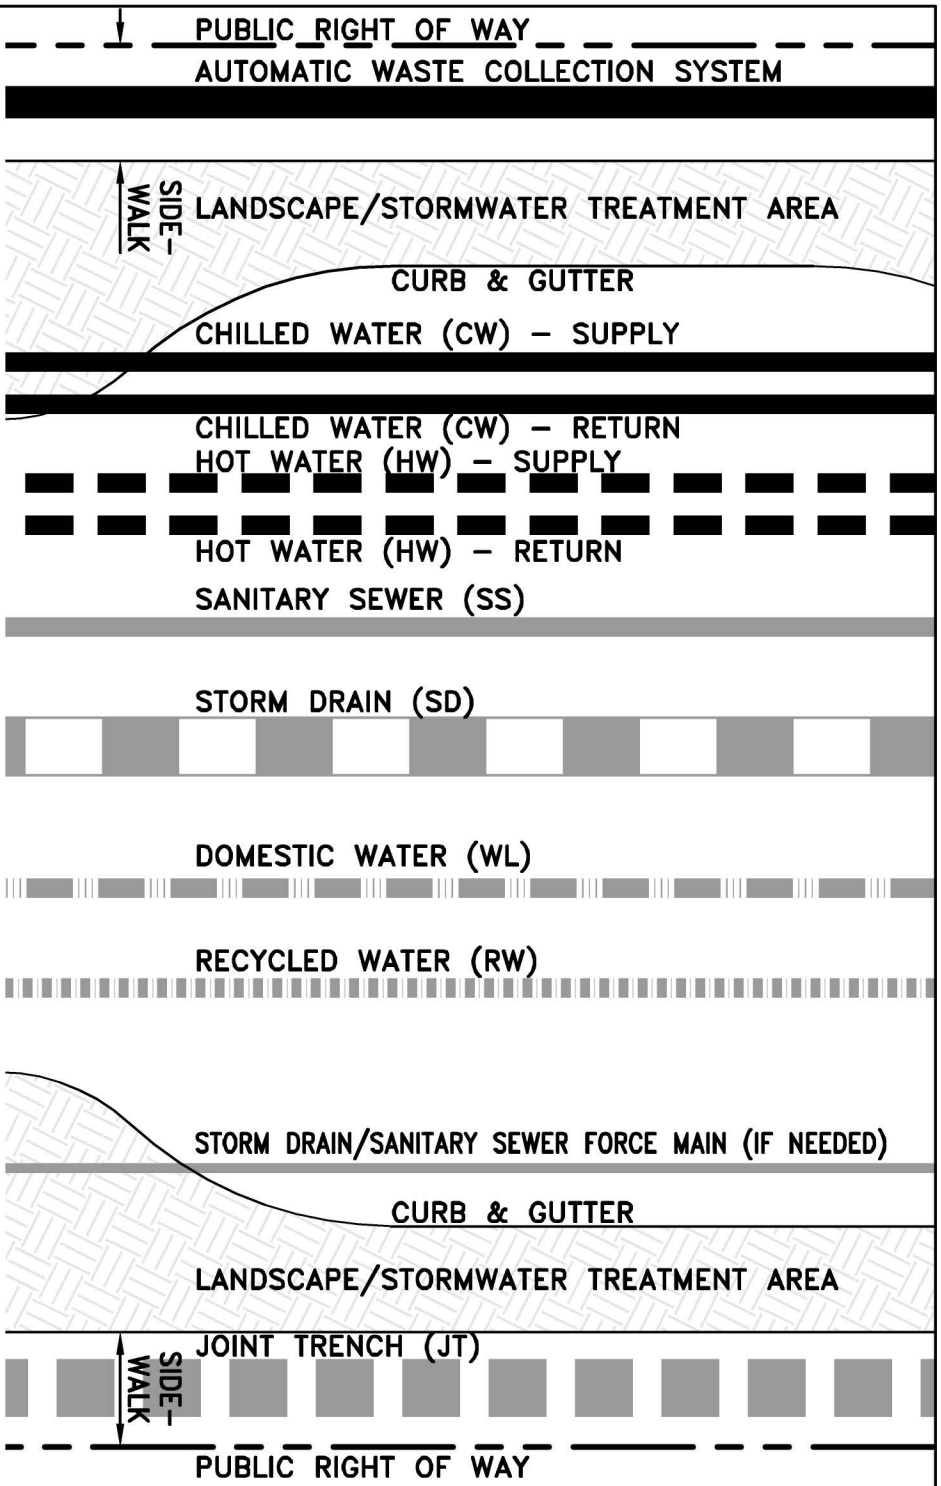 PUBLIC RIGHT OF WAY
AUTOMATIC WASTE COLLECTION SYSTEM
SIDE-
WALK
LANDSCAPE/STORMWATER TREATMENT AREA
CURB & GUTTER
CHILLED WATER (CW) - SUPPLY
CHILLED WATER (CW) - RETURN
HOT WATER (HW) - SUPPLY
HOT WATER (HW) - RETURN
SANITARY SEWER (SS)
STORM DRAIN (SD)
DOMESTIC WATER (WL)
RECYCLED WATER (RW)
STORM DRAIN/SANITARY SEWER FORCE MAIN (IF NEEDED)
CURB & GUTTER
LANDSCAPE/STORMWATER TREATMENT AREA
JOINT TRENCH (JT)
SIDE-
WALK
PUBLIC RIGHT OF WAY